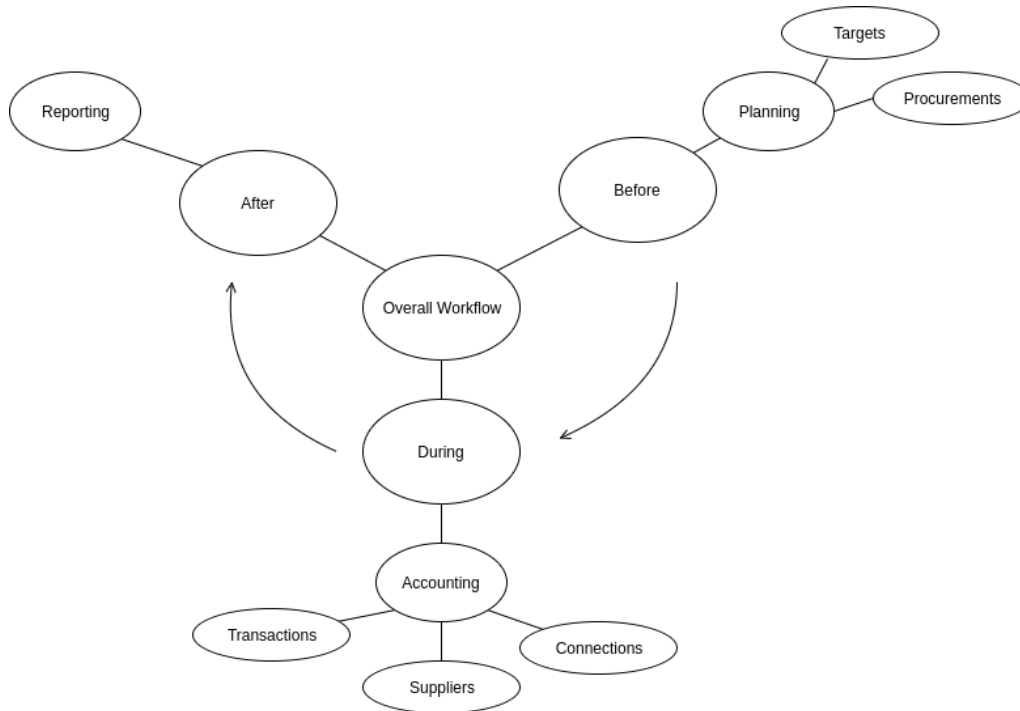 Targets
Procurements
Planning
Reporting
Before
After
Overall Workflow
During
Accounting
Transactions
Connections
Suppliers